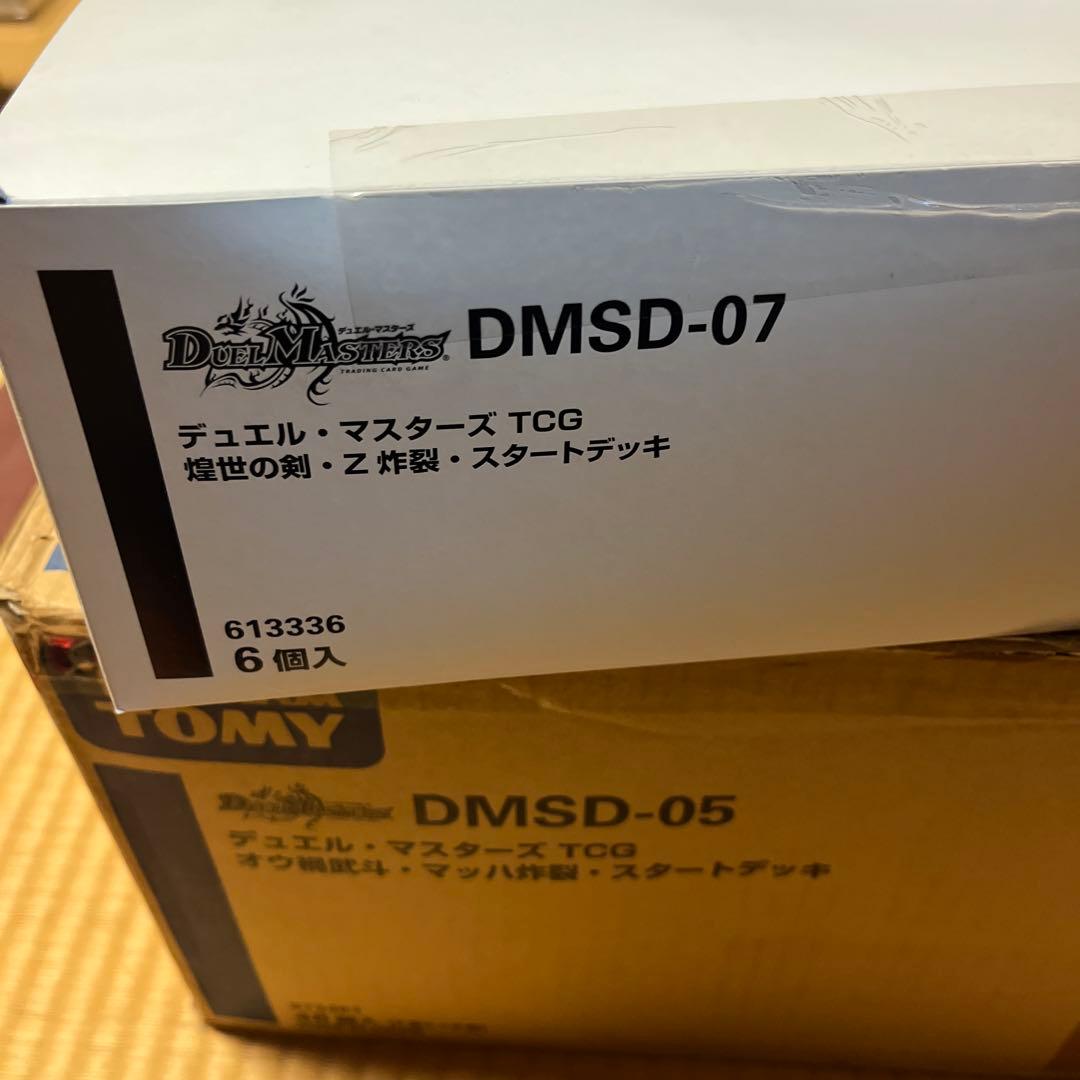 デュエル・マスターズ
DUEL MASTERS®
TRADING CARD GAME
DMSD-07
デュエル・マスターズ TCG
煌世の剣・Z 炸裂・スタートデッキ
613336
6 個入
TOMY
DUEL MASTERS
DMSD-05
デュエル・マスターズ TCG
オウ禍武斗・マッハ炸裂・スタートデッキ